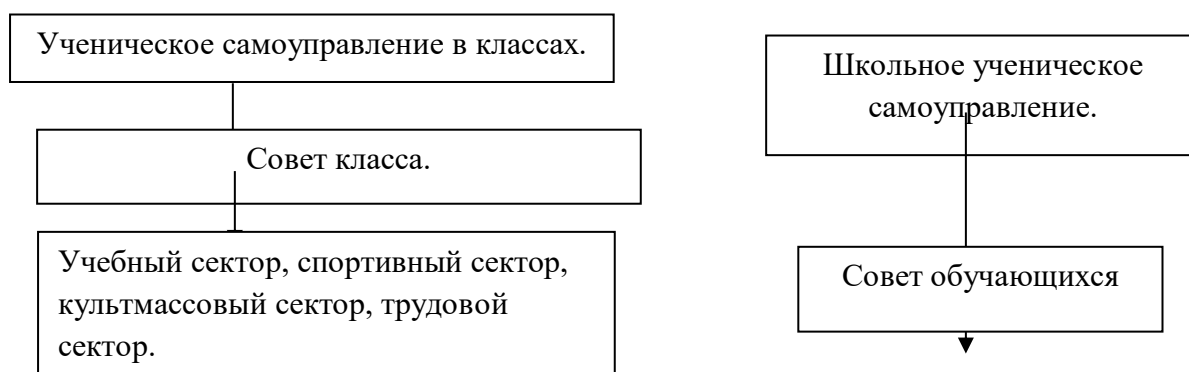 Ученическое самоуправление в классах.
Совет класса.
Учебный сектор, спортивный сектор,
культмассовый сектор, трудовой
сектор.
Школьное ученическое
самоуправление.
Совет обучающихся